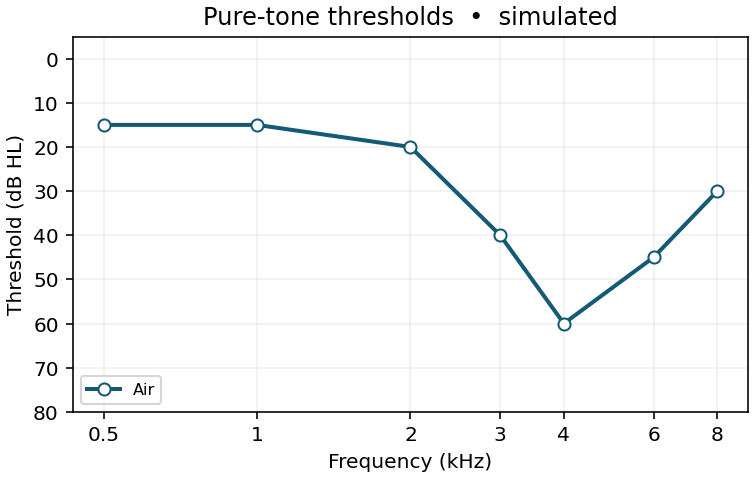 Pure-tone thresholds • simulated
Threshold (dB HL)
0
10
20
30
40
50
60
70
80
Air
0.5 1 2 3 4 6 8
Frequency (kHz)